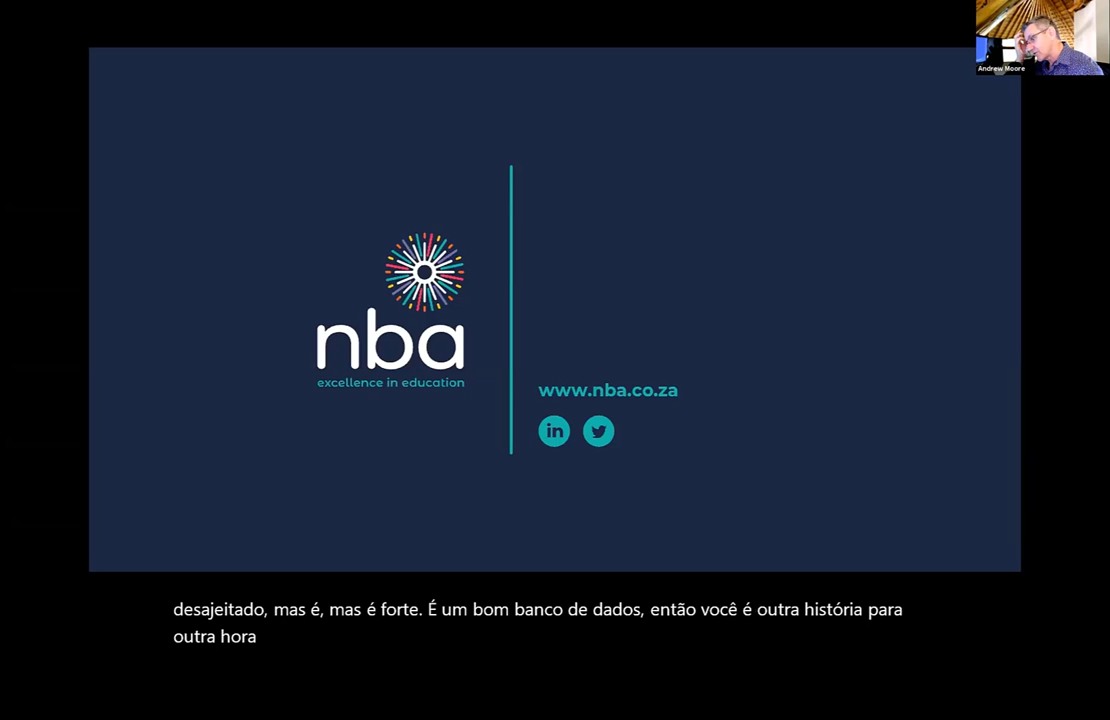 Andrew Moore
nba
excellence in education
www.nba.co.za
in
desajeitado, mas é, mas é forte. É um bom banco de dados, então você é outra história para
outra hora